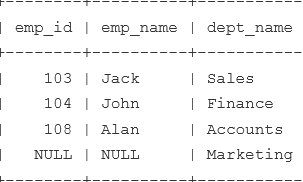 +--------+----------+-----------
| emp_id | emp_name | dept_name
+--------+----------+-----------
| 103 | Jack | Sales
| 104 | John | Finance
| 108 | Alan | Accounts
| NULL | NULL | Marketing
+--------+----------+-----------